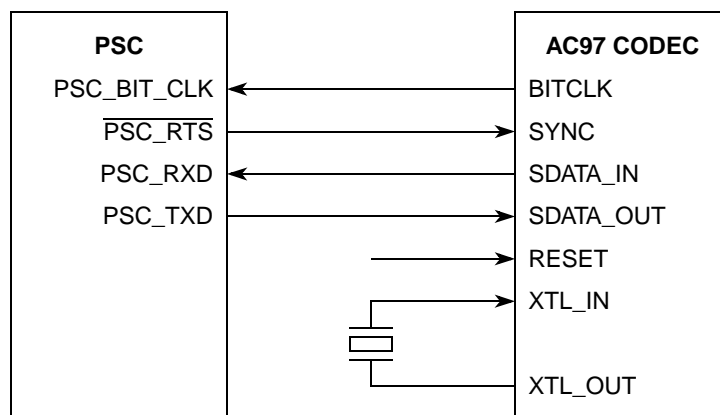 PSC
PSC_BIT_CLK
PSC_RTS
PSC_RXD
PSC_TXD
AC97 CODEC
BITCLK
SYNC
SDATA_IN
SDATA_OUT
RESET
XTL_IN
XTL_OUT